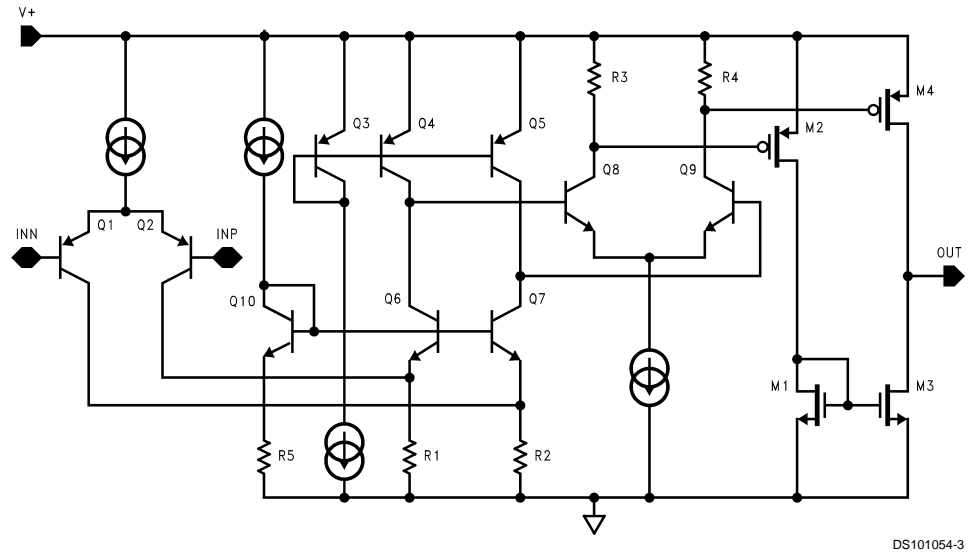 V+
M4
R3
R4
Q3
Q4
Q5
M2
Q8
Q9
INN
Q1
Q2
INP
OUT
Q10
Q6
Q7
M1
M3
R5
R1
R2
DS101054-3